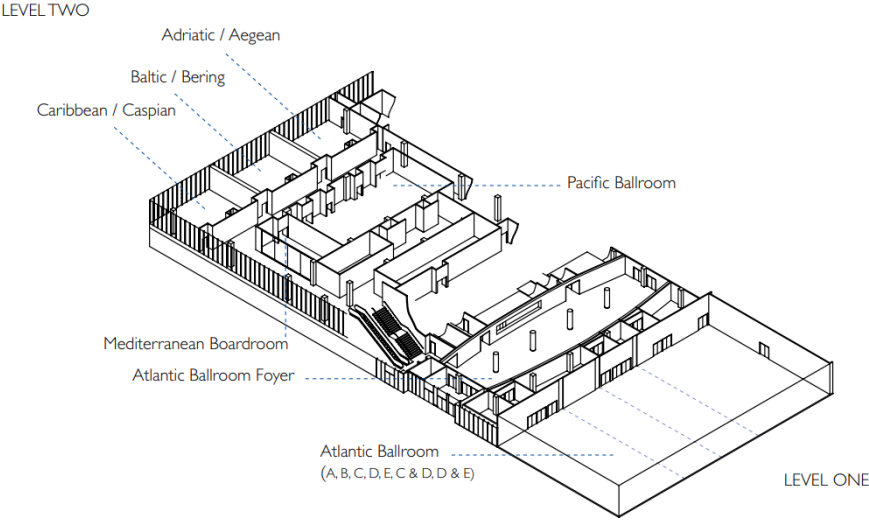 LEVEL TWO
Adriatic / Aegean
Baltic / Bering
Caribbean / Caspian
Pacific Ballroom
Mediterranean Boardroom
Atlantic Ballroom Foyer
Atlantic Ballroom
(A, B, C, D, E, C & D, D & E)
LEVEL ONE